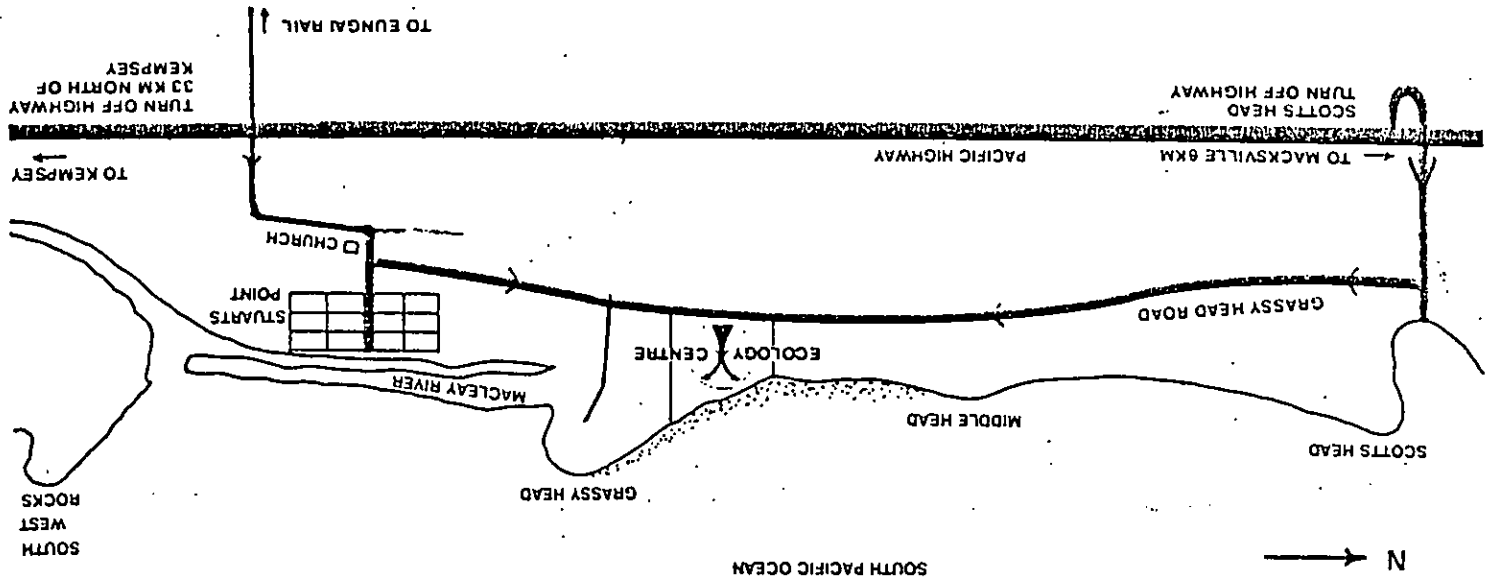 N
SOUTH PACIFIC OCEAN
SOUTH
WEST
ROCKS
GRASSY HEAD
SCOTTS HEAD
MIDDLE HEAD
MACLEAY RIVER
ECOLOGY
CENTRE
STUARTS
POINT
GRASSY HEAD ROAD
CHURCH
TO KEMPSEY
TO MACKSVILLE 8KM
PACIFIC HIGHWAY
SCOTTS HEAD
TURN OFF HIGHWAY
TURN OFF HIGHWAY
33 KM NORTH OF
KEMPSEY
TO EUNGAI RAIL